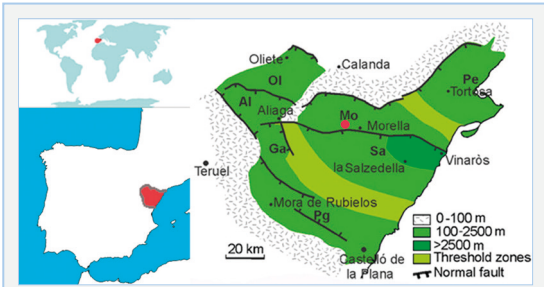 Oliete
Calanda
Ol
Pe
Tortosa
Al
Aliaga
Mo
Morella
Ga
Sa
la Salzedella
Vinaròs
Teruel
Mora de Rubielos
Pg
20 km
Castelló de
la Plana
0-100 m
100-2500 m
>2500 m
Threshold zones
Normal fault